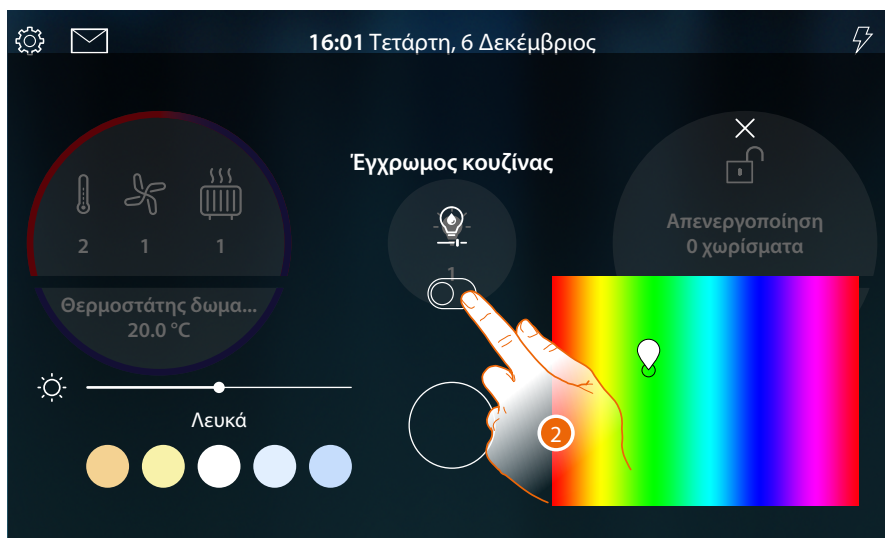 16:01 Τετάρτη, 6 Δεκέμβριος
Έγχρωμος κουζίνας
2 1 1
Θερμοστάτης δωμα...
20.0 °C
1
Απενεργοποίηση
0 χωρίσματα
Λευκά
2